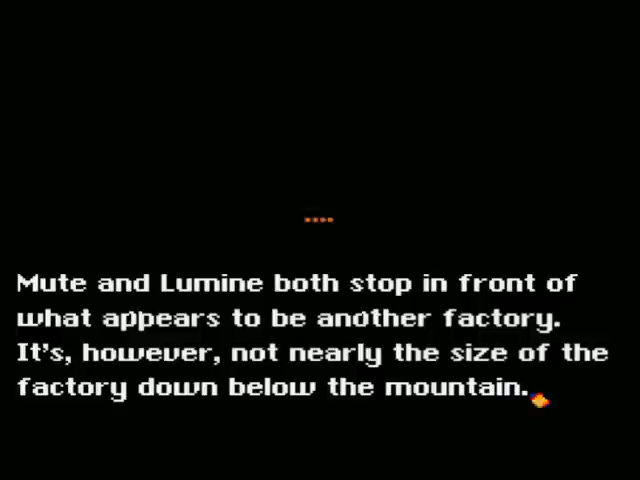 ....
Mute and Lumine both stop in front of
what appears to be another factory.
It's, however, not nearly the size of the
factory down below the mountain.